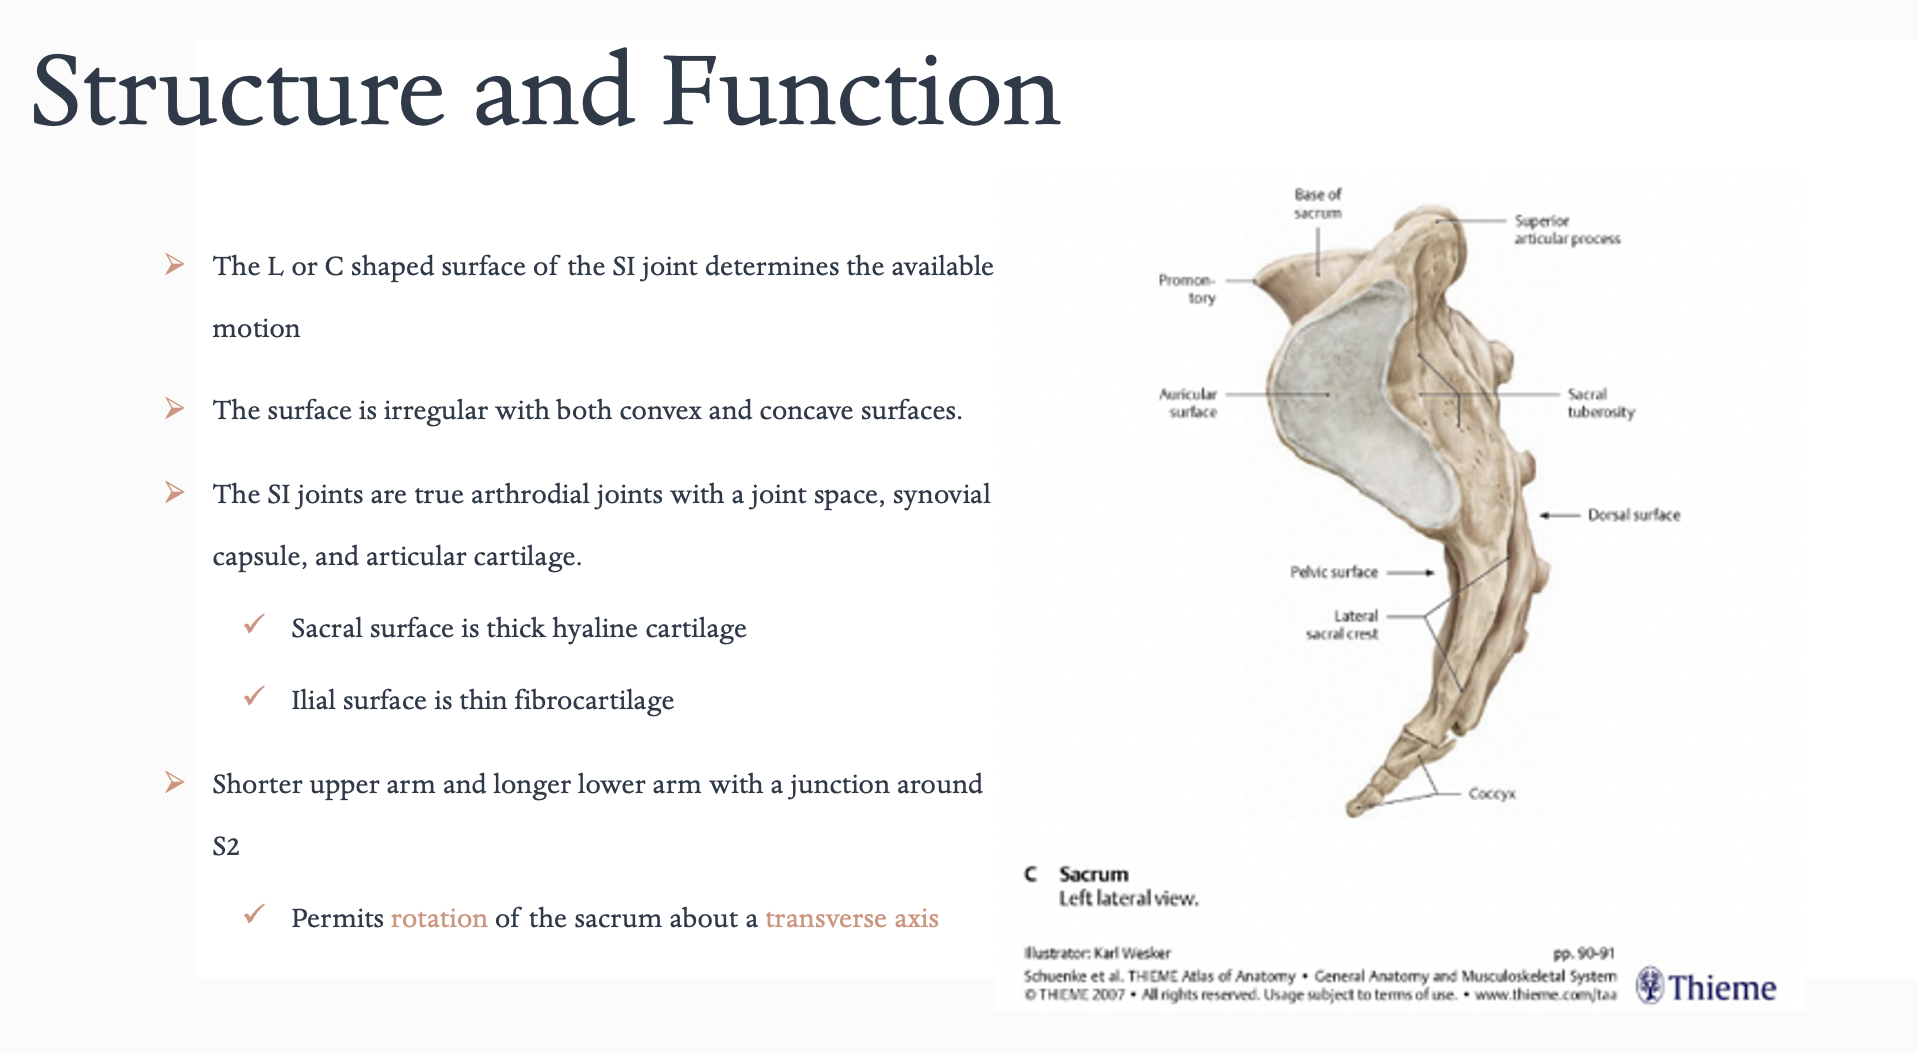 Structure and Function
The L or C shaped surface of the SI joint determines the available
motion
The surface is irregular with both convex and concave surfaces.
The SI joints are true arthrodial joints with a joint space, synovial
capsule, and articular cartilage.
Sacral surface is thick hyaline cartilage
Ilial surface is thin fibrocartilage
Shorter upper arm and longer lower arm with a junction around
S2
Permits rotation of the sacrum about a transverse axis
Base of
sacrum
Superior
articular process
Promon-
tory
Auricular
surface
Sacral
tuberosity
Dorsal surface
Pelvic surface
Lateral
sacral crest
Coccyx
C Sacrum
Left lateral view.
Illustrator: Karl Wesker pp. 90-91
Schuenke et al. THIEME Atlas of Anatomy • General Anatomy and Musculoskeletal System
© THIEME 2007 • All rights reserved. Usage subject to terms of use. • www.thieme.com/taa
Thieme